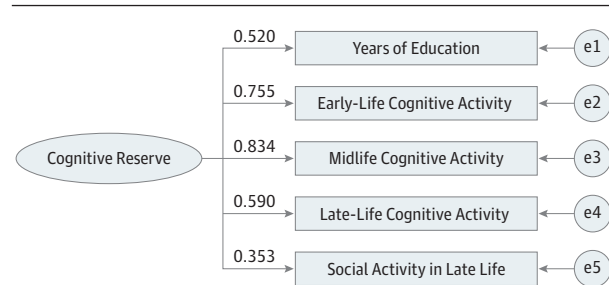 0.520
Years of Education
e1
0.755
Early-Life Cognitive Activity
e2
Cognitive Reserve
0.834
Midlife Cognitive Activity
e3
0.590
Late-Life Cognitive Activity
e4
0.353
Social Activity in Late Life
e5